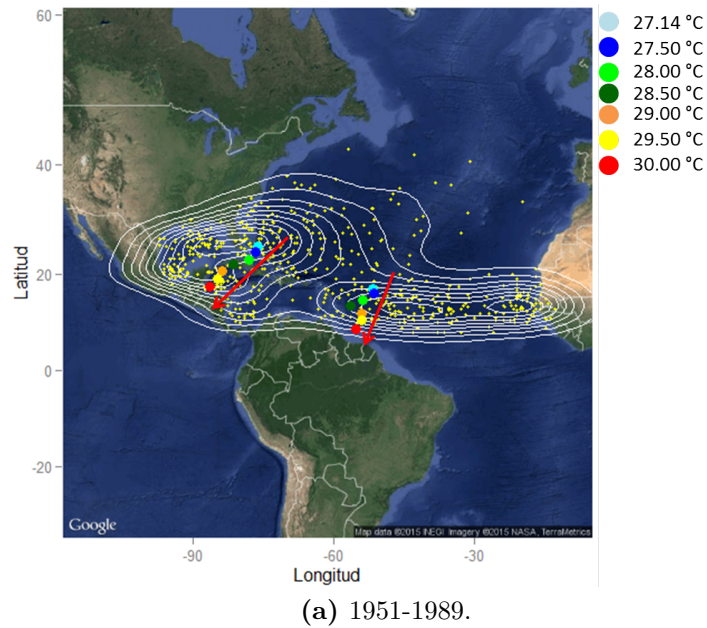 27.14 °C
27.50 °C
28.00 °C
28.50 °C
29.00 °C
29.50 °C
30.00 °C
60
40
20
0
-20
Latitud
Google
Map data ©2015 INEGI Imagery ©2015 NASA, TerraMetrics
-90 -60 -30
Longitud
(a) 1951-1989.